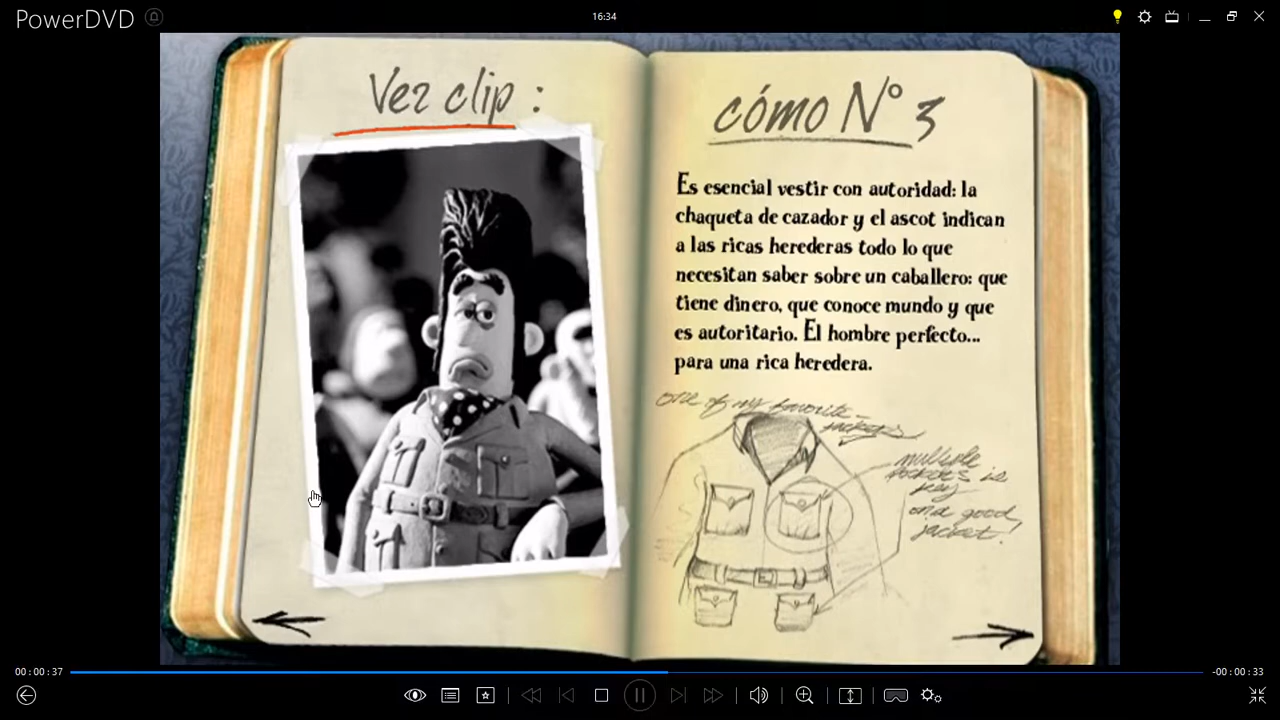 PowerDVD
16:34
Ver clip :
cómo N° 3
Es esencial vestir con autoridad: la
chaqueta de cazador y el ascot indican
a las ricas herederas todo lo que
necesitan saber sobre un caballero: que
tiene dinero, que conoce mundo y que
es autoritario. El hombre perfecto...
para una rica heredera.
one of my favorite
jackets
multiple
pockets is
key
on a good
jacket!
00:00:37
-00:00:33